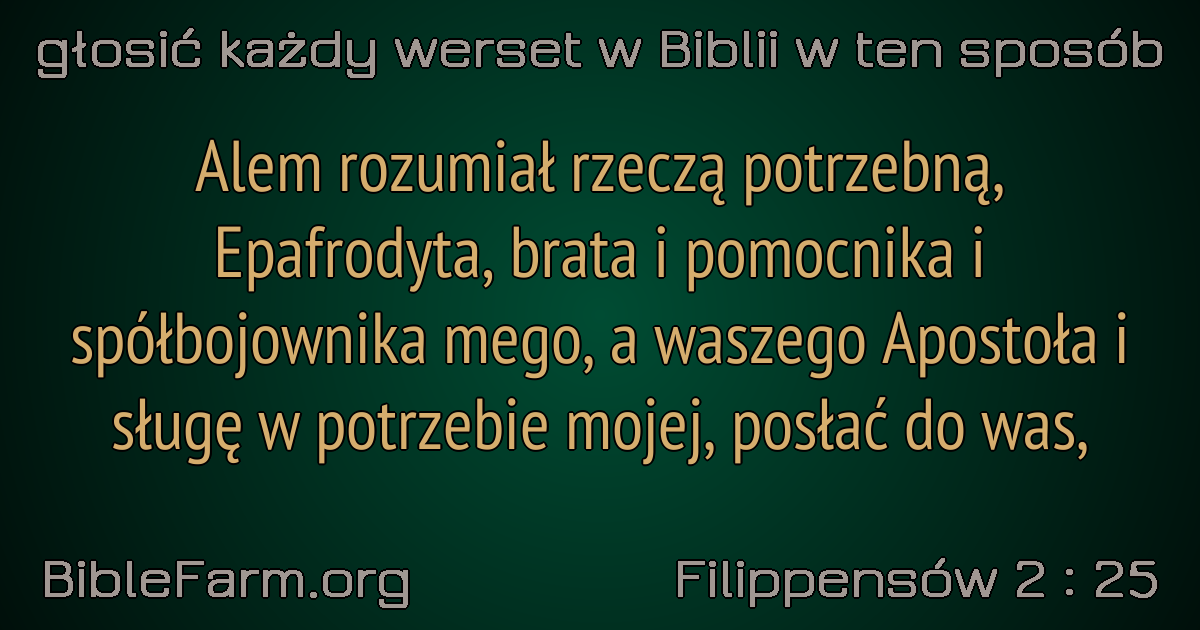 głosić każdy werset w Biblii w ten sposób
Alem rozumiał rzeczą potrzebną,
Epafrodyta, brata i pomocnika i
spółbojownika mego, a waszego Apostoła i
sługę w potrzebie mojej, posłać do was,
BibleFarm.org
Filippensów 2 : 25